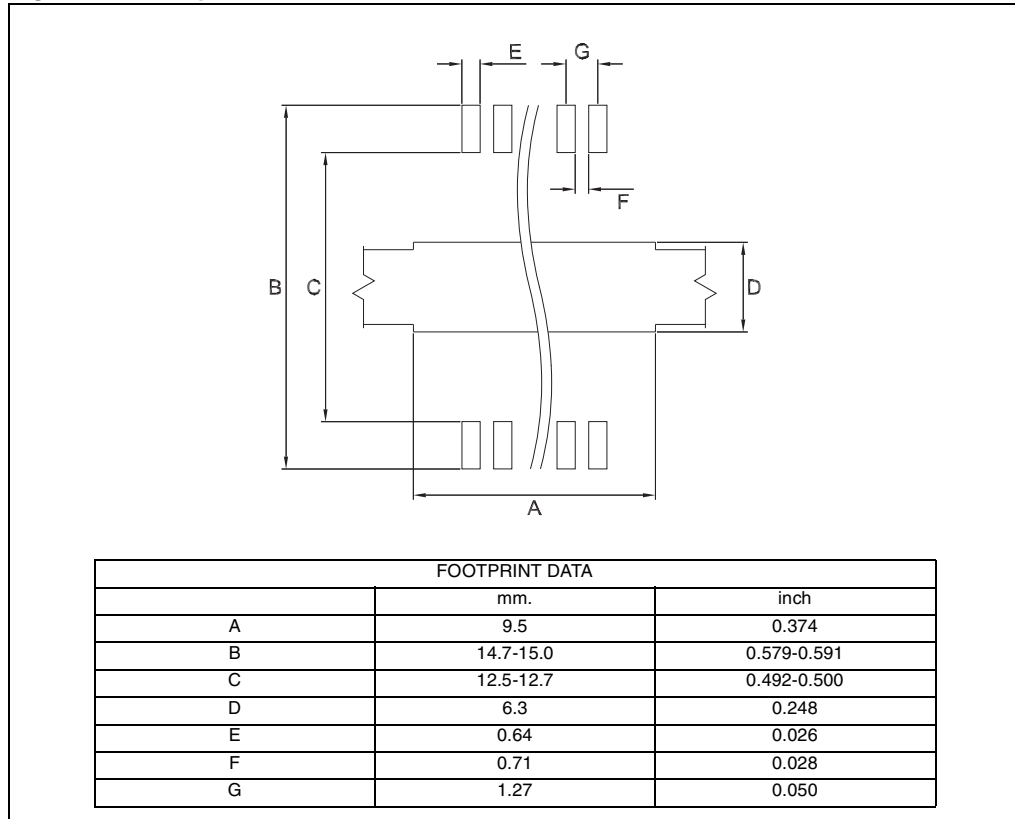 E G
F
B C D
A
FOOTPRINT DATA
mm. inch
A 9.5 0.374
B 14.7-15.0 0.579-0.591
C 12.5-12.7 0.492-0.500
D 6.3 0.248
E 0.64 0.026
F 0.71 0.028
G 1.27 0.050